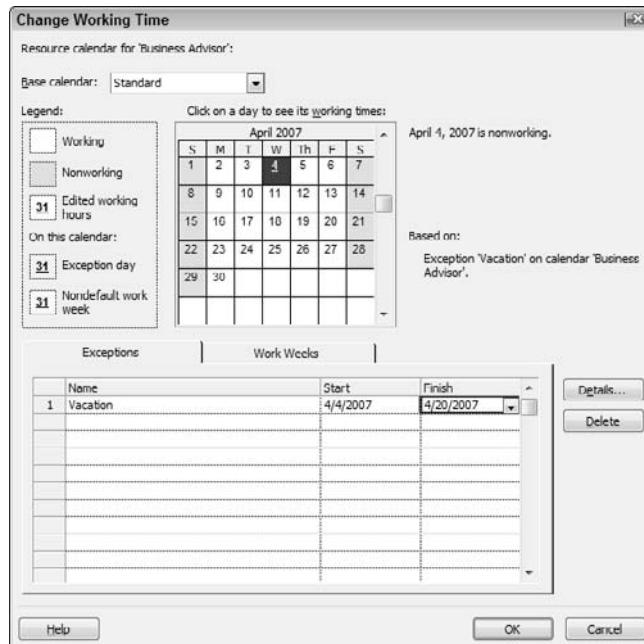 Change Working Time
Resource calendar for 'Business Advisor':
Base calendar: Standard
Legend:
Working
Nonworking
31 Edited working hours
On this calendar:
31 Exception day
31 Nondefault work week
Click on a day to see its working times:
April 2007
S M T W Th F S
1 2 3 4 5 6 7
8 9 10 11 12 13 14
15 16 17 18 19 20 21
22 23 24 25 26 27 28
29 30
April 4, 2007 is nonworking.
Based on:
Exception 'Vacation' on calendar 'Business
Advisor'.
Exceptions
Work Weeks
Name Start Finish
1 Vacation 4/4/2007 4/20/2007
Details...
Delete
Help
OK
Cancel